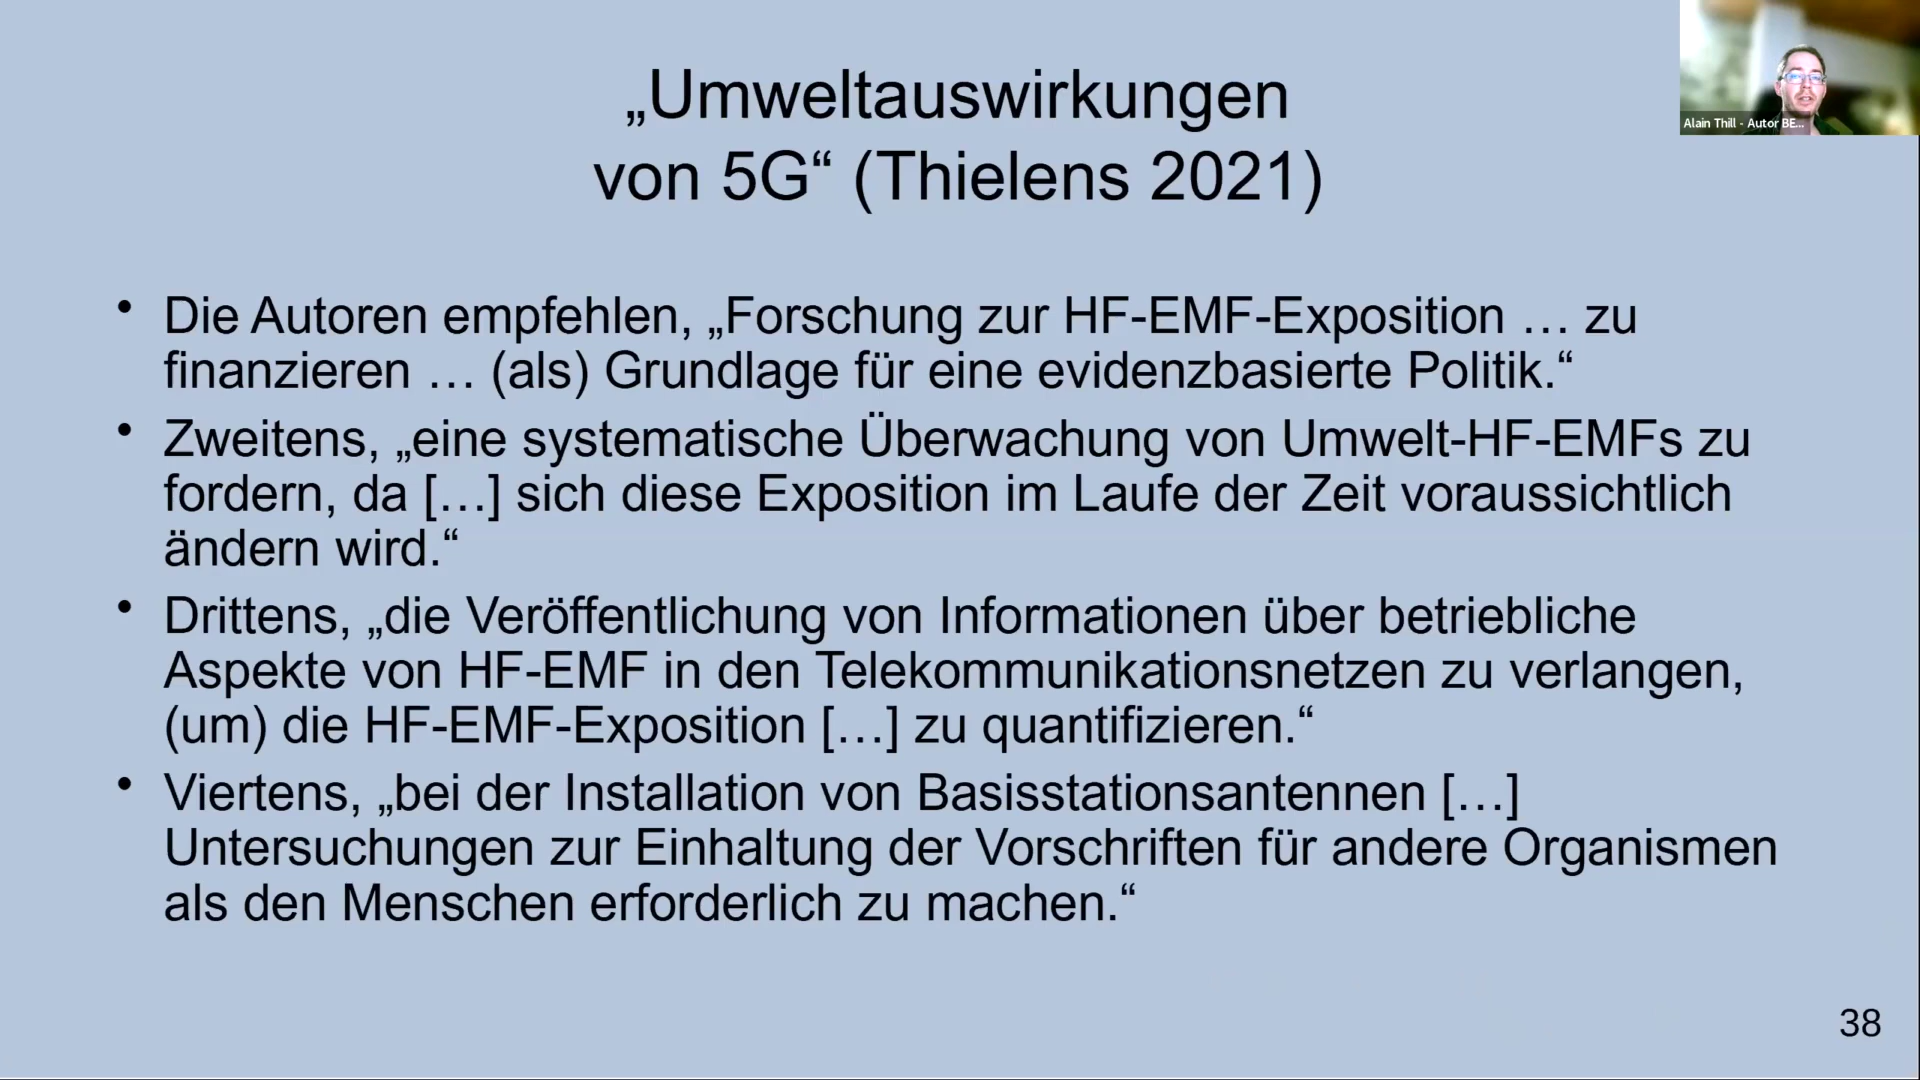 „Umweltauswirkungen
von 5G“ (Thielens 2021)
Alain Thill - Autor BE...
• Die Autoren empfehlen, „Forschung zur HF-EMF-Exposition … zu
finanzieren … (als) Grundlage für eine evidenzbasierte Politik.“
• Zweitens, „eine systematische Überwachung von Umwelt-HF-EMFs zu
fordern, da […] sich diese Exposition im Laufe der Zeit voraussichtlich
ändern wird.“
• Drittens, „die Veröffentlichung von Informationen über betriebliche
Aspekte von HF-EMF in den Telekommunikationsnetzen zu verlangen,
(um) die HF-EMF-Exposition […] zu quantifizieren.“
• Viertens, „bei der Installation von Basisstationsantennen […]
Untersuchungen zur Einhaltung der Vorschriften für andere Organismen
als den Menschen erforderlich zu machen.“
38